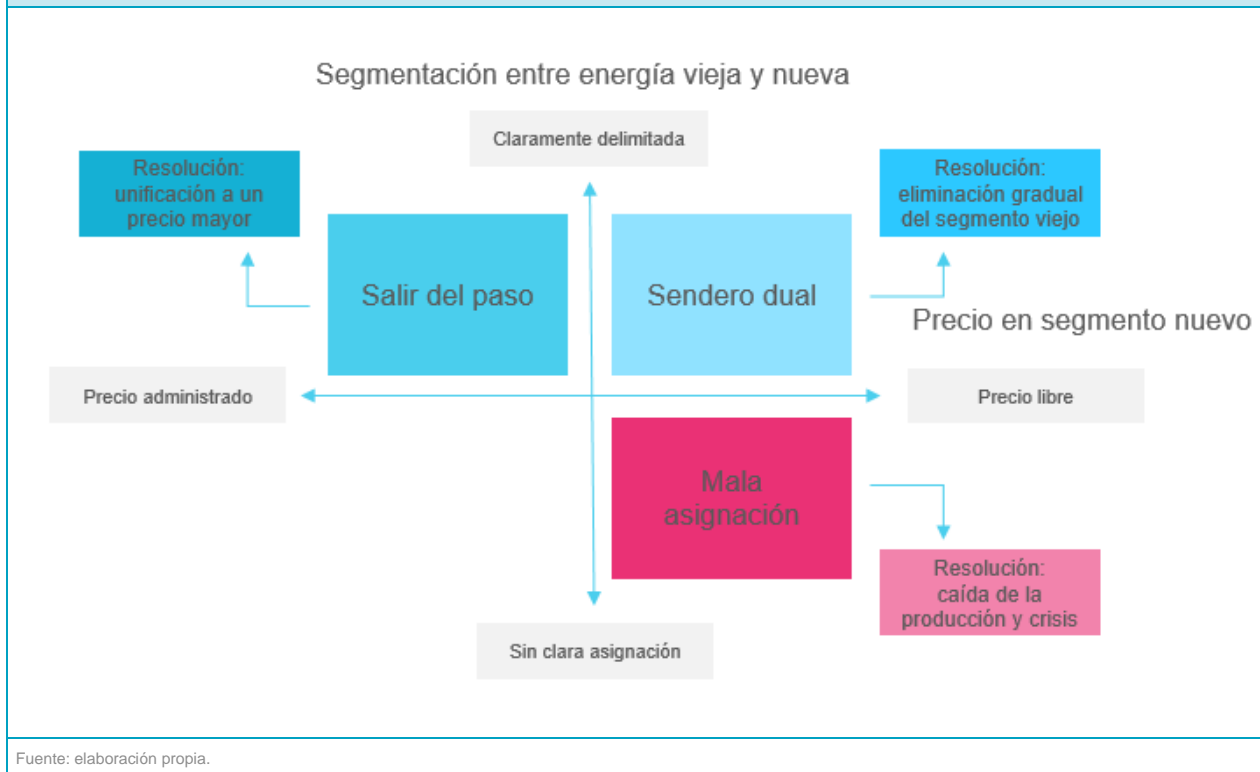 Segmentación entre energía vieja y nueva
Claramente delimitada
Resolución:
unificación a un
precio mayor
Resolución:
eliminación gradual
del segmento viejo
Salir del paso
Sendero dual
Precio en segmento nuevo
Precio administrado
Precio libre
Mala
asignación
Resolución:
caída de la
producción y crisis
Sin clara asignación
Fuente: elaboración propia.